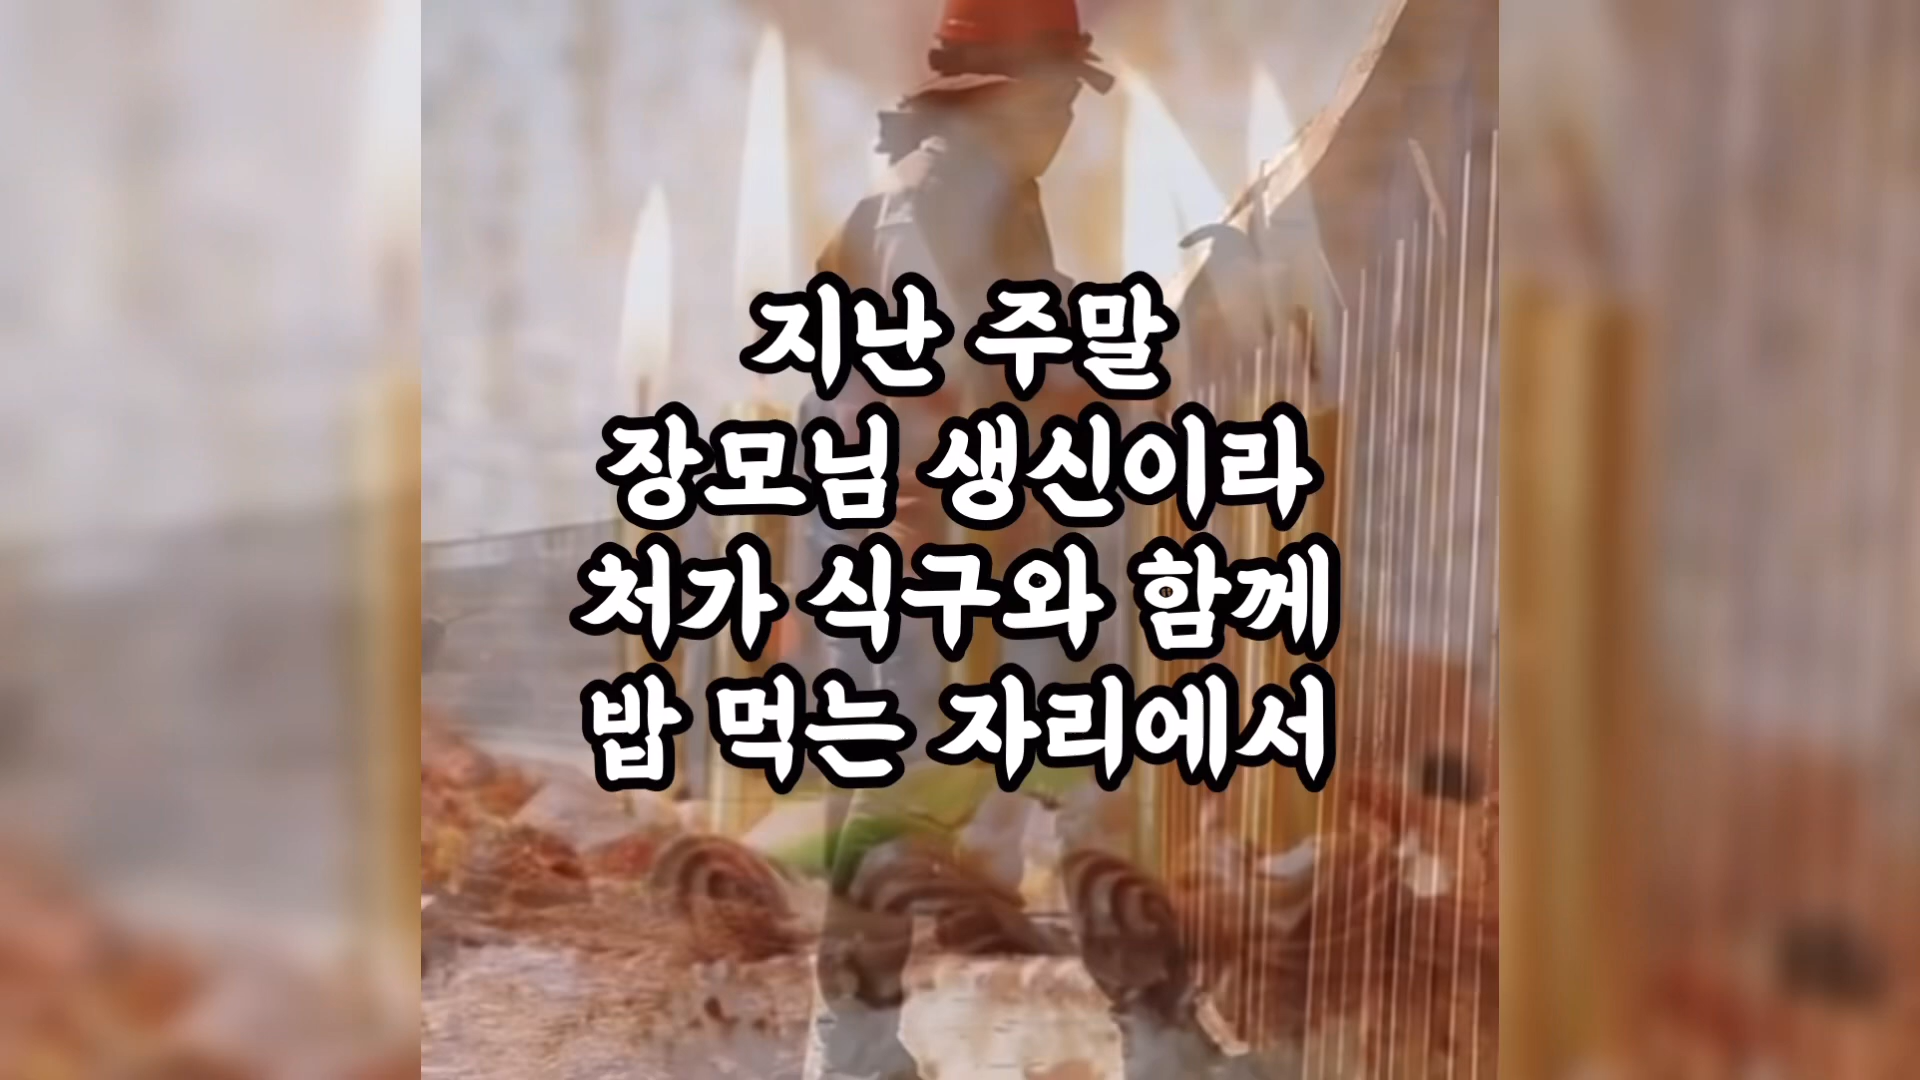 지난 주말
장모님 생신이라
처가 식구와 함께
밥 먹는 자리에서